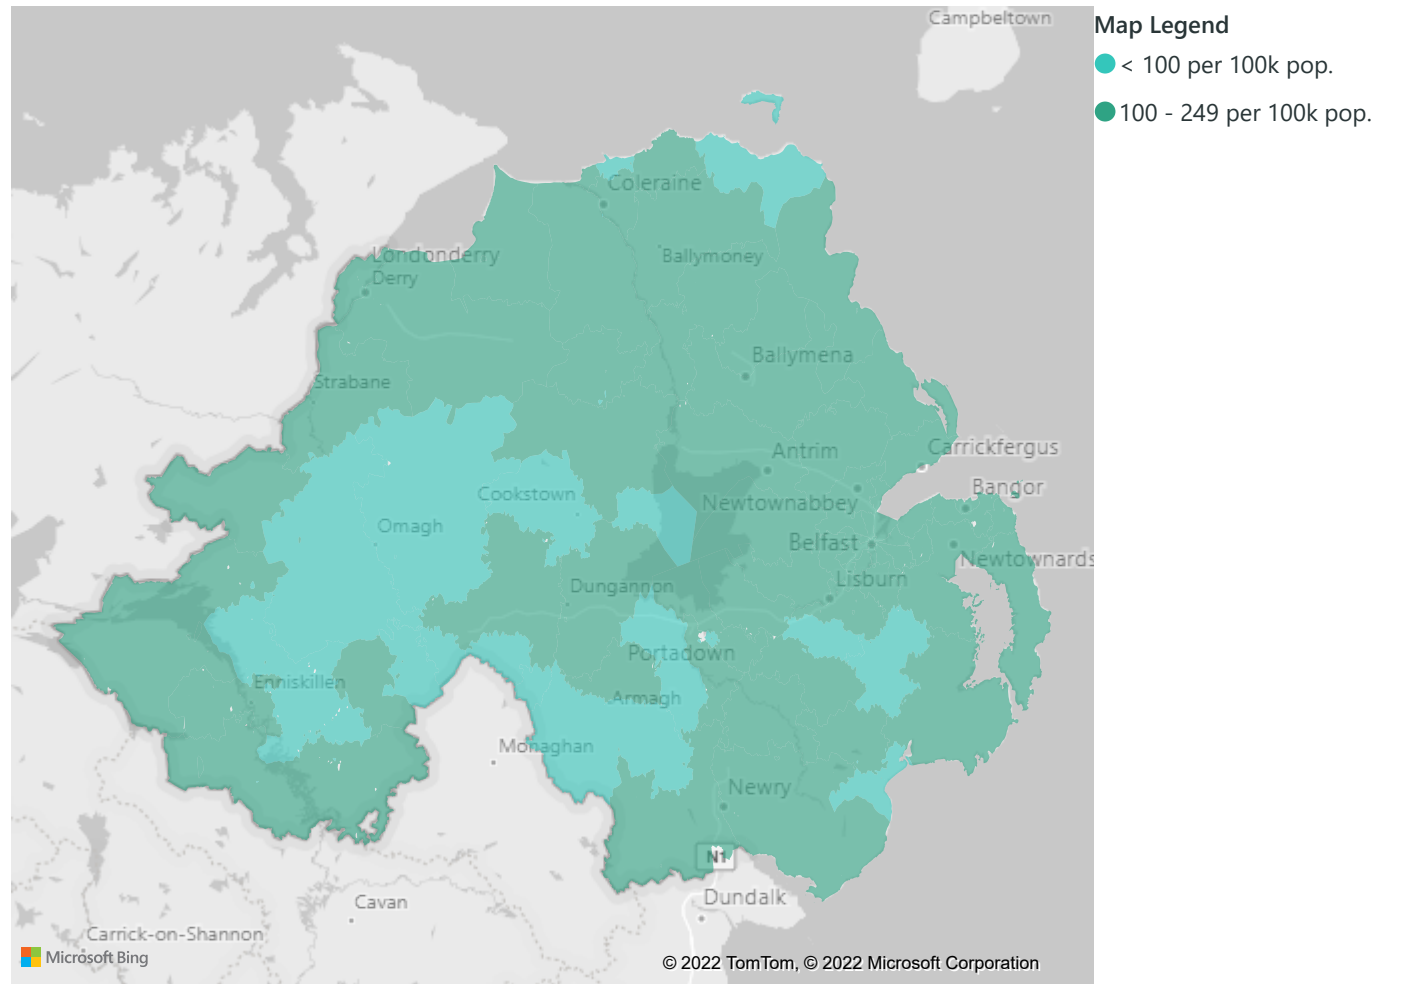 Campbeltown
Map Legend
< 100 per 100k pop.
100 - 249 per 100k pop.
Coleraine
Londonderry
Derry
Ballymoney
Ballymena
Strabane
Antrim
Carrickfergus
Cookstown
Newtownabbey
Bangor
Omagh
Belfast
Newtownards
Dungannon
Lisburn
Portadown
Enniskillen
Armagh
Monaghan
Newry
N1
Cavan
Dundalk
Carrick-on-Shannon
Microsoft Bing
© 2022 TomTom, © 2022 Microsoft Corporation